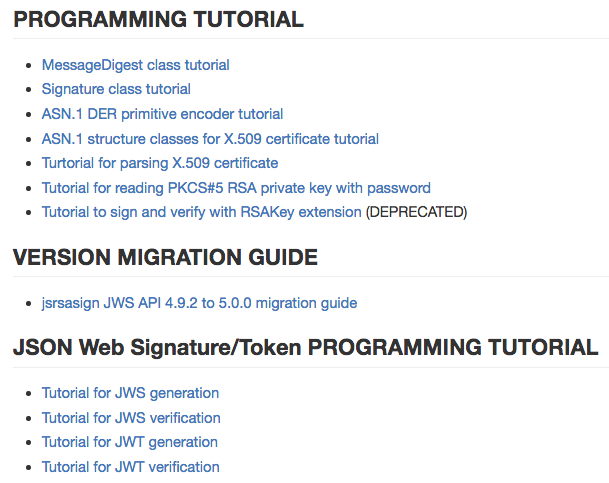 PROGRAMMING TUTORIAL
• MessageDigest class tutorial
• Signature class tutorial
• ASN.1 DER primitive encoder tutorial
• ASN.1 structure classes for X.509 certificate tutorial
• Turtorial for parsing X.509 certificate
• Tutorial for reading PKCS#5 RSA private key with password
• Tutorial to sign and verify with RSAKey extension (DEPRECATED)
VERSION MIGRATION GUIDE
• jsrsasign JWS API 4.9.2 to 5.0.0 migration guide
JSON Web Signature/Token PROGRAMMING TUTORIAL
• Tutorial for JWS generation
• Tutorial for JWS verification
• Tutorial for JWT generation
• Tutorial for JWT verification